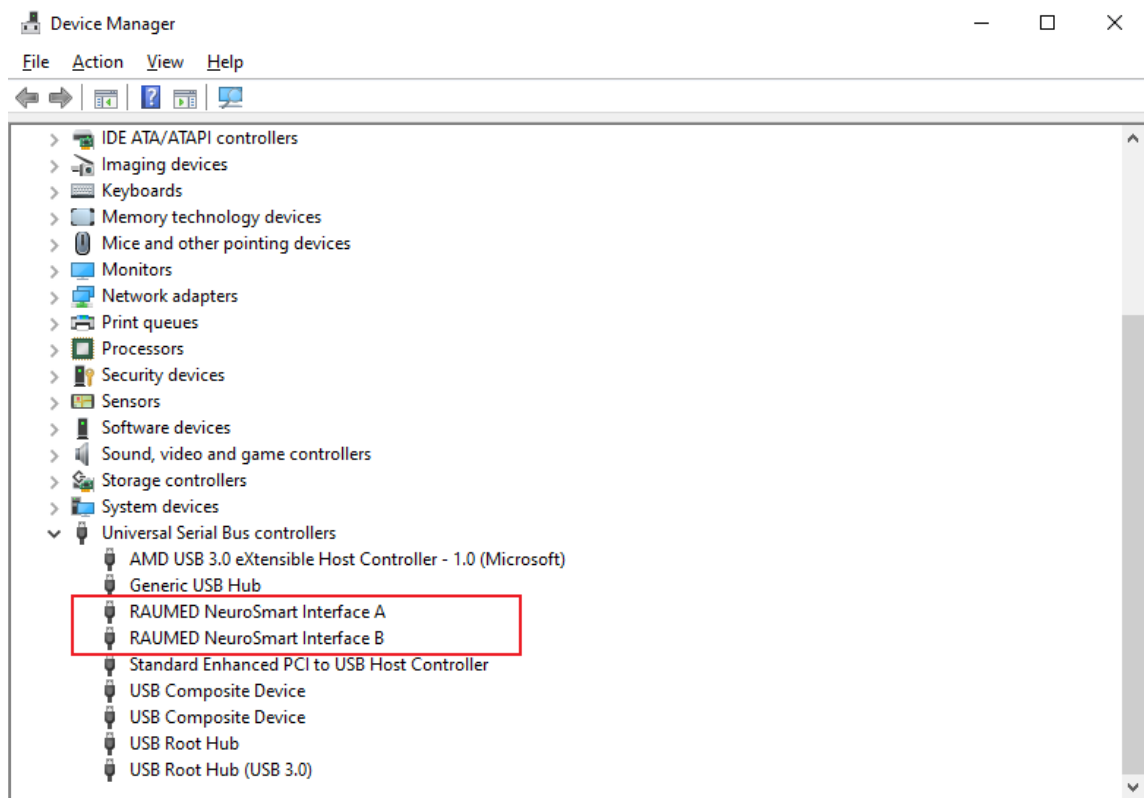 Device Manager
File Action View Help
IDE ATA/ATAPI controllers
Imaging devices
Keyboards
Memory technology devices
Mice and other pointing devices
Monitors
Network adapters
Print queues
Processors
Security devices
Sensors
Software devices
Sound, video and game controllers
Storage controllers
System devices
Universal Serial Bus controllers
AMD USB 3.0 eXtensible Host Controller - 1.0 (Microsoft)
Generic USB Hub
RAUMED NeuroSmart Interface A
RAUMED NeuroSmart Interface B
Standard Enhanced PCI to USB Host Controller
USB Composite Device
USB Composite Device
USB Root Hub
USB Root Hub (USB 3.0)